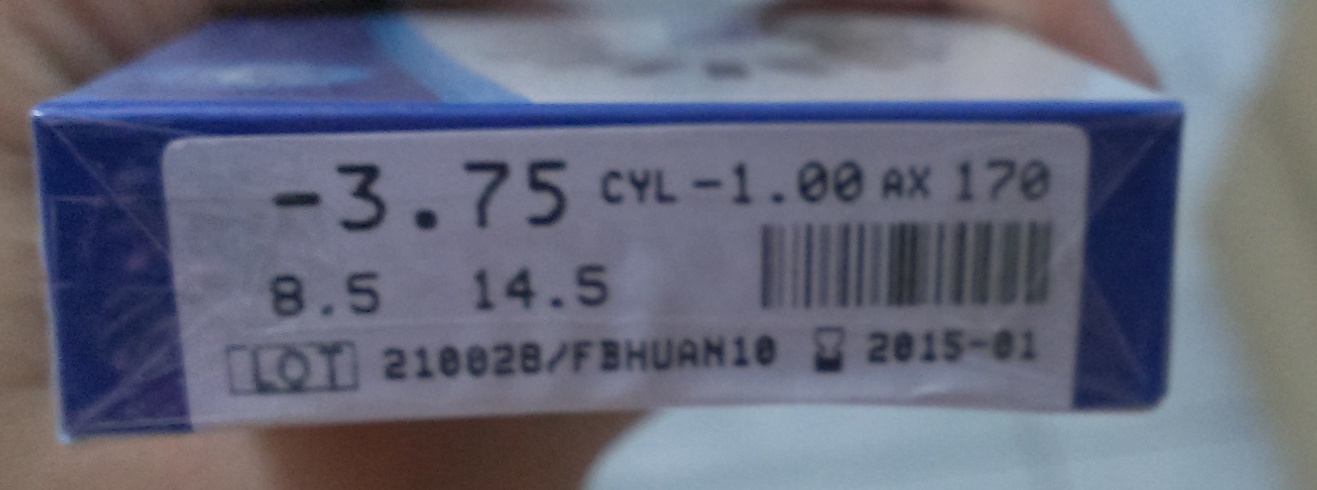 -3.75 CYL -1.00 AX 170
8.5 14.5
LOT 210028/FBHUAN10 2015-01